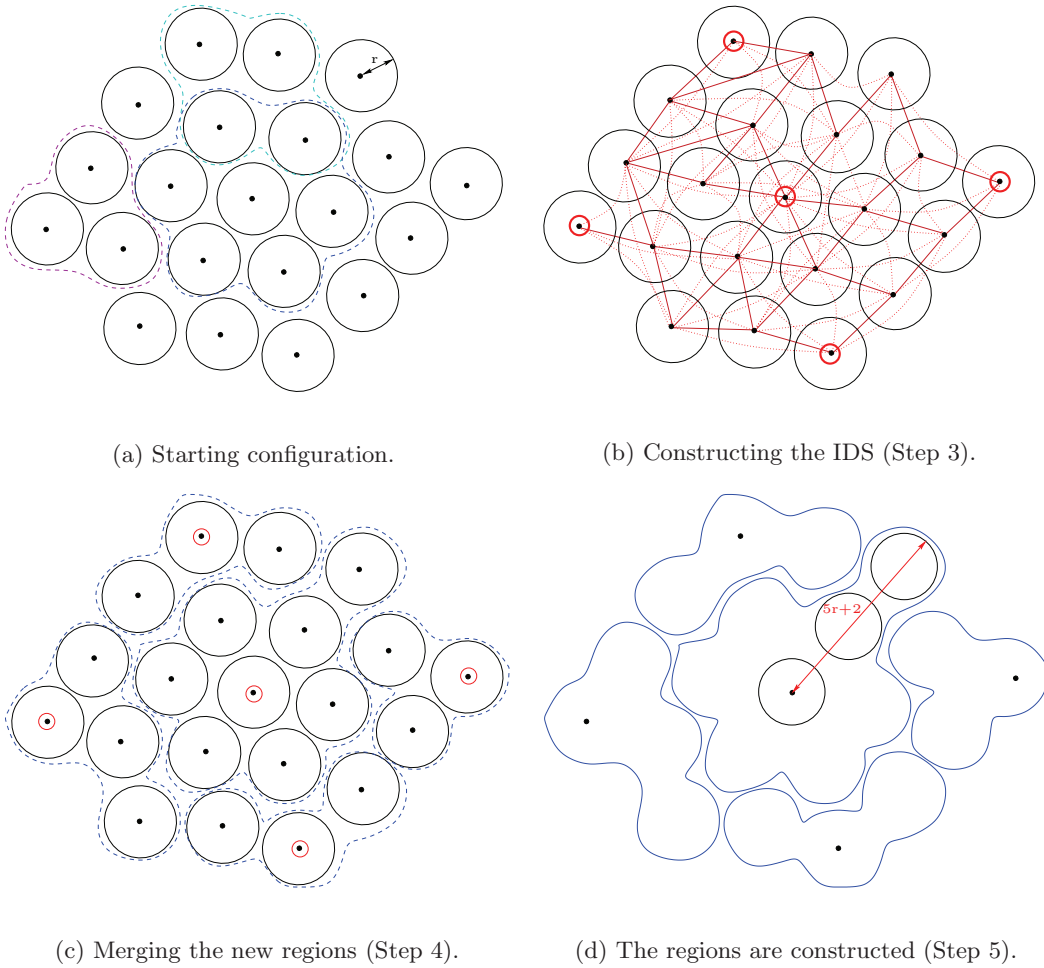 r
(a) Starting configuration.
(b) Constructing the IDS (Step 3).
5r+2
(c) Merging the new regions (Step 4).
(d) The regions are constructed (Step 5).